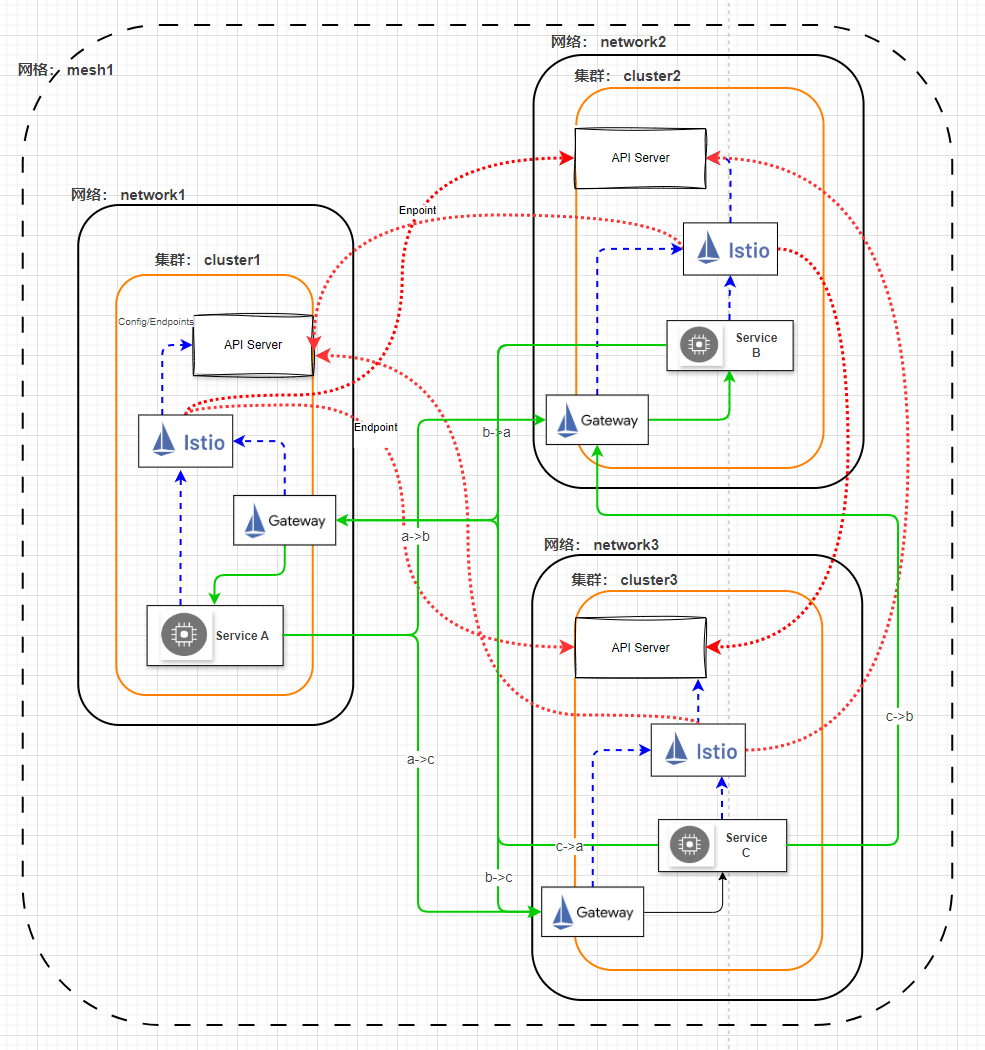 网格： mesh1
网络： network2
集群： cluster2
API Server
Istio
Service
B
Gateway
网络： network1
集群： cluster1
Config/Endpoints
API Server
Istio
Gateway
Service A
Enpoint
Endpoint
b->a
a->b
a->c
b->c
c->a
c->b
网络： network3
集群： cluster3
API Server
Istio
Service
C
Gateway